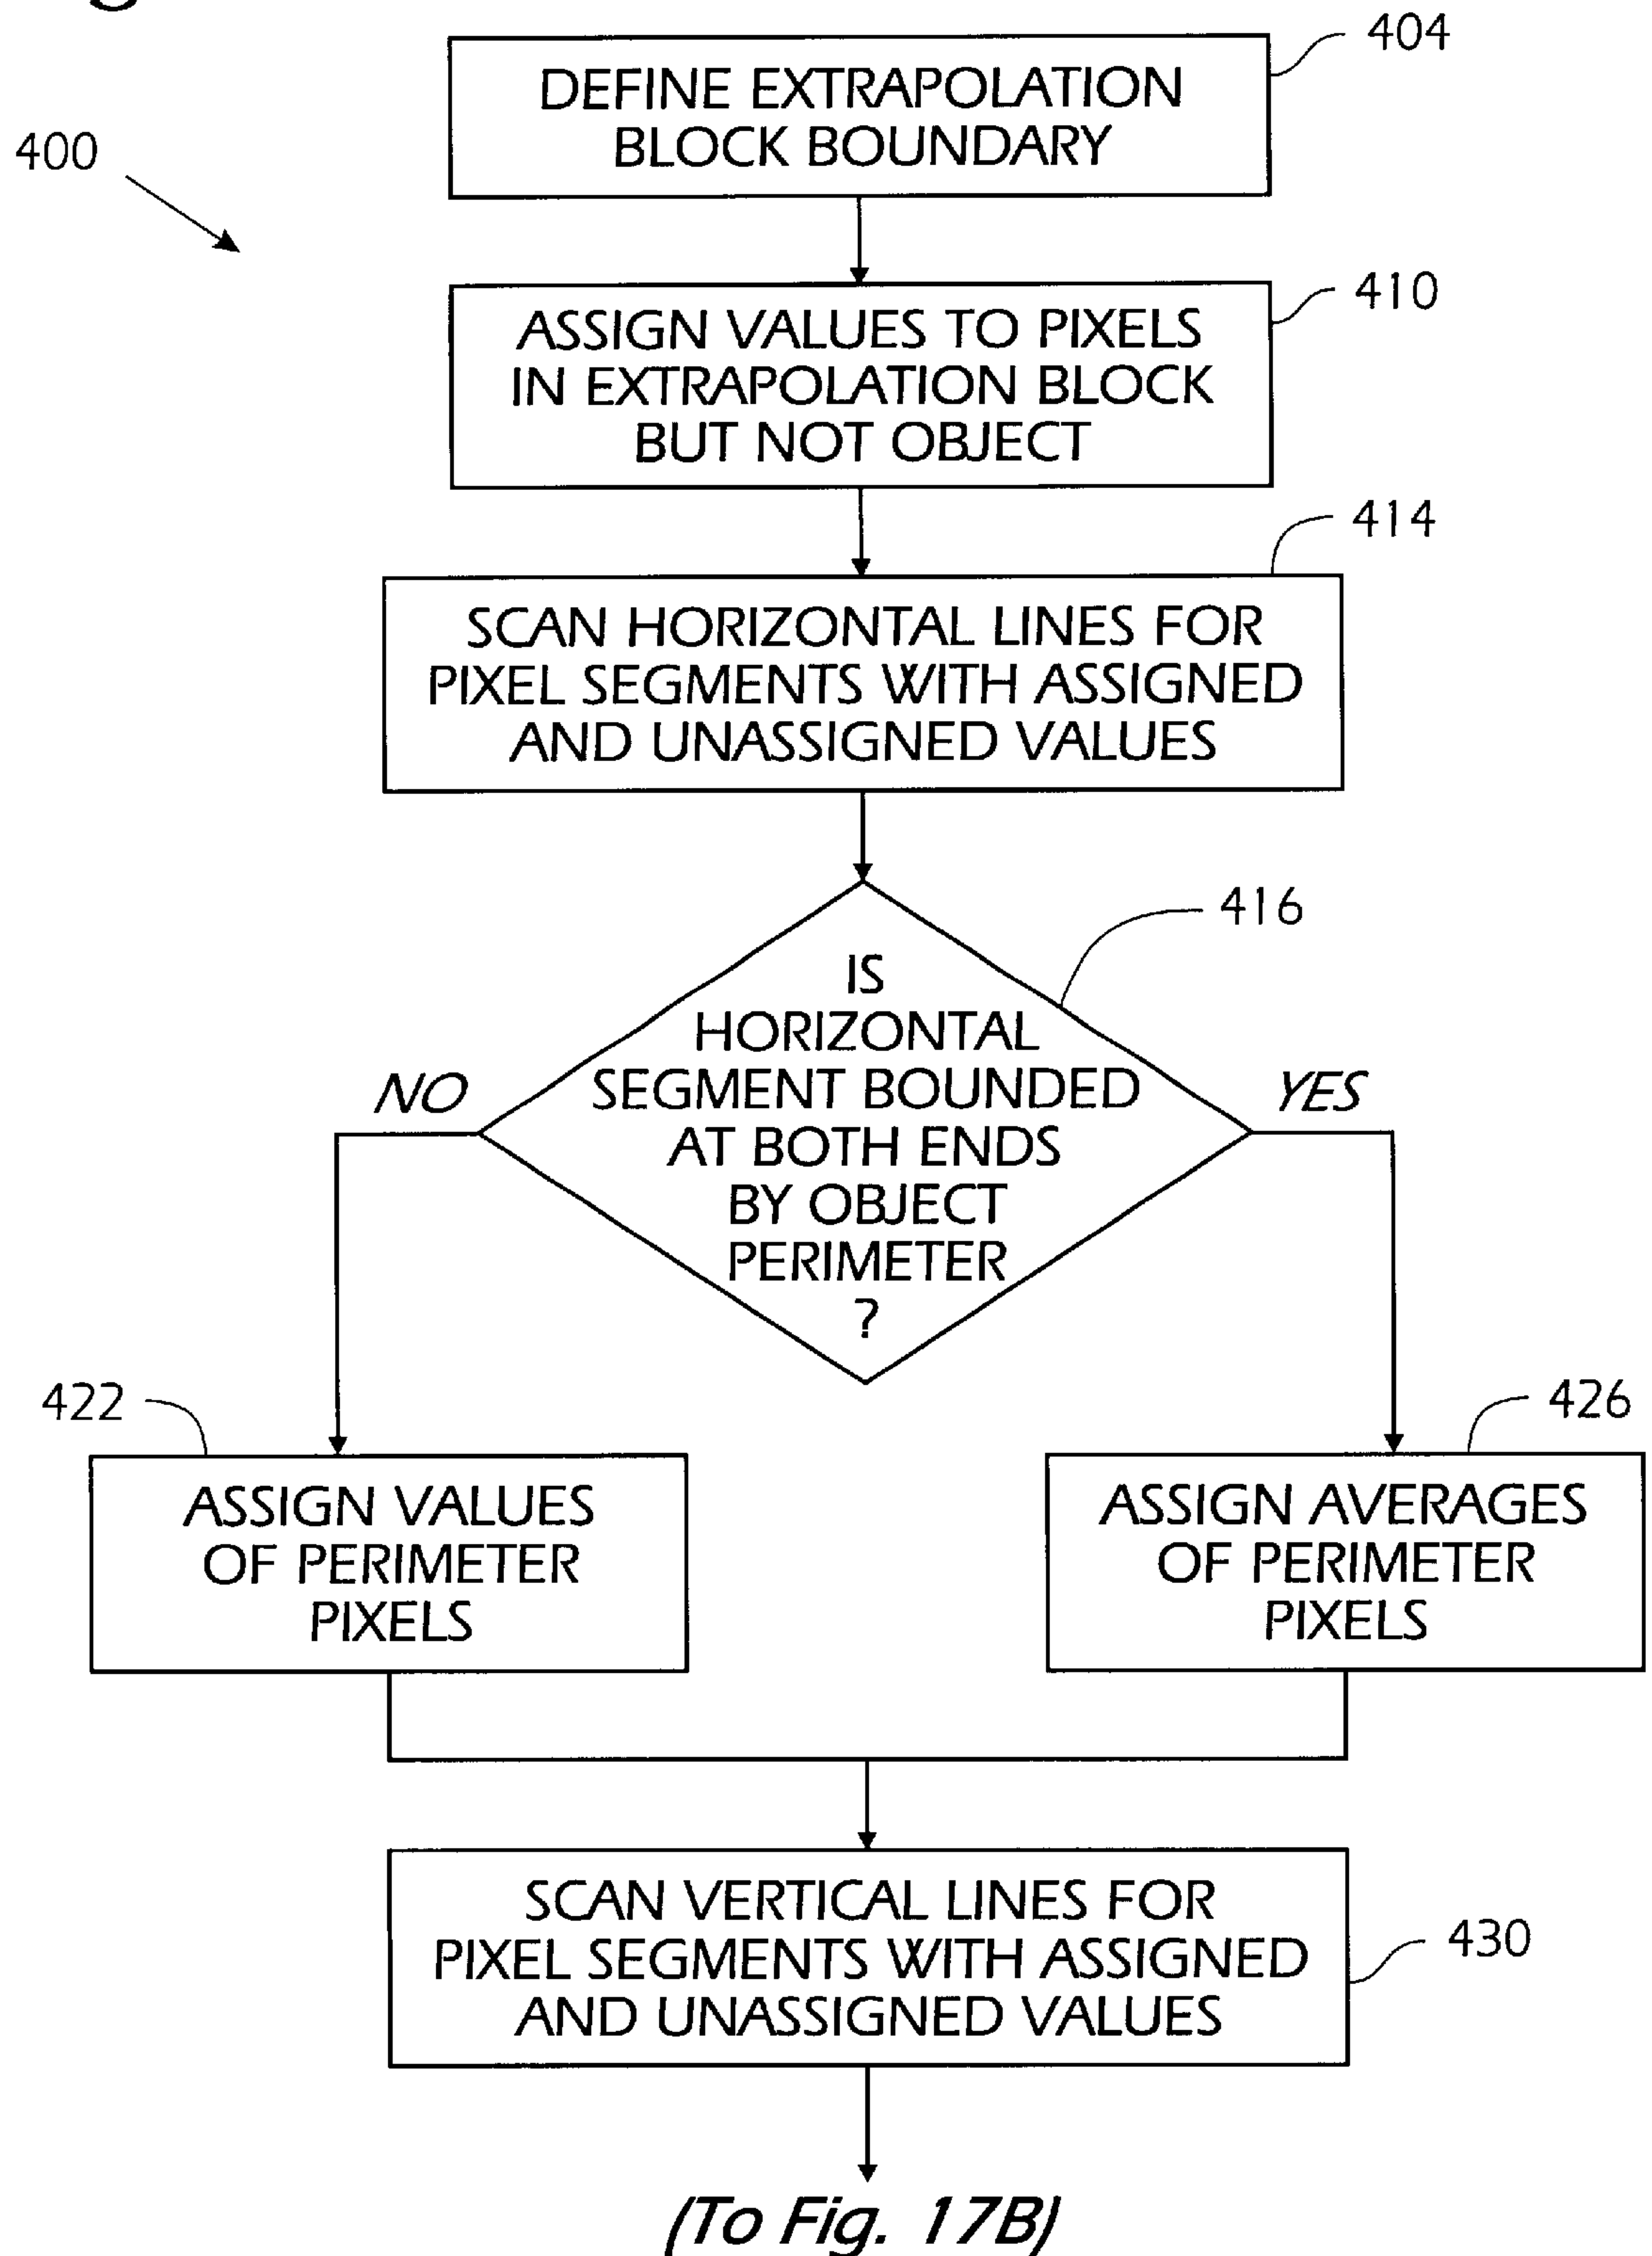 404
DEFINE EXTRAPOLATION
BLOCK BOUNDARY
400
410
ASSIGN VALUES TO PIXELS
IN EXTRAPOLATION BLOCK
BUT NOT OBJECT
414
SCAN HORIZONTAL LINES FOR
PIXEL SEGMENTS WITH ASSIGNED
AND UNASSIGNED VALUES
416
IS
HORIZONTAL
SEGMENT BOUNDED
AT BOTH ENDS
BY OBJECT
PERIMETER
?
NO
YES
422
426
ASSIGN VALUES
OF PERIMETER
PIXELS
ASSIGN AVERAGES
OF PERIMETER
PIXELS
SCAN VERTICAL LINES FOR
PIXEL SEGMENTS WITH ASSIGNED
AND UNASSIGNED VALUES
430
(To Fig. 17B)